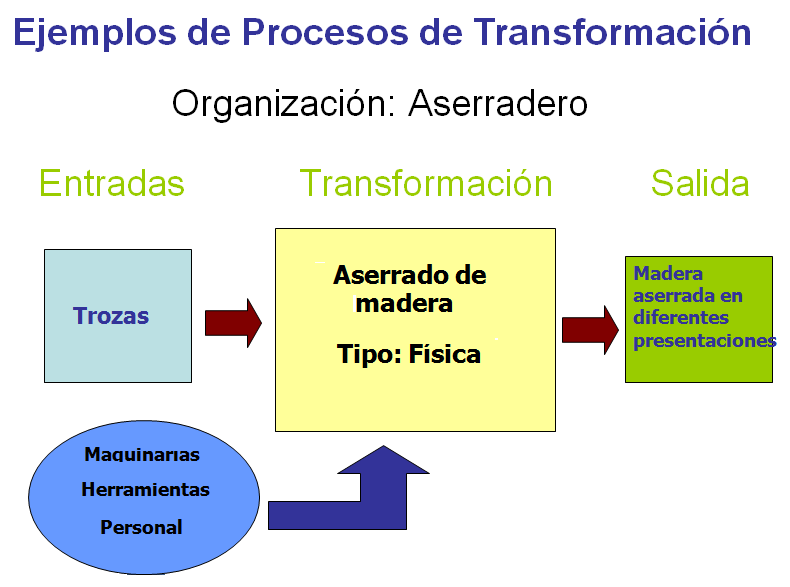 Ejemplos de Procesos de Transformación
Organización: Aserradero
Entradas
Transformación
Salida
Trozas
Aserrado de
madera
Tipo: Física
Madera
aserrada en
diferentes
presentaciones
Maquinarias
Herramientas
Personal